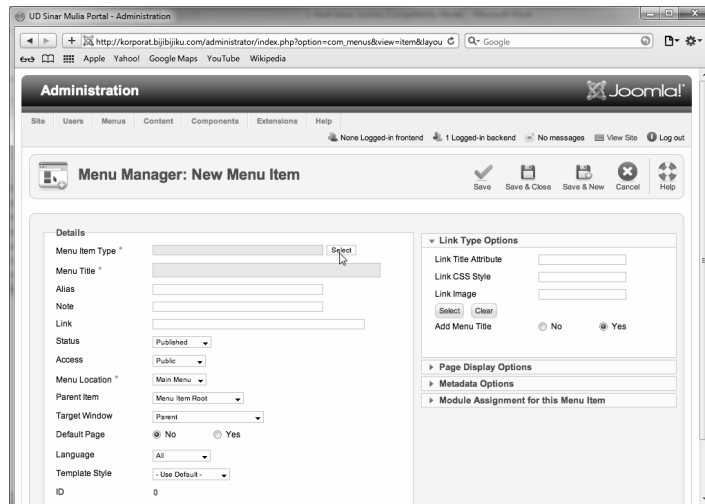 UD Sinar Mulia Portal - Administration
http://korporat.bijibijiku.com/administrator/index.php?option=com_menus&view=item&layou
Google
Apple Yahoo! Google Maps YouTube Wikipedia
Administration
Joomla!
Site Users Menus Content Components Extensions Help
None Logged-in frontend 1 Logged-in backend No messages View Site Log out
Menu Manager: New Menu Item
Save Save & Close Save & New Cancel Help
Details
Menu Item Type * Select
Menu Title *
Alias
Note
Link
Status Published
Access Public
Menu Location * Main Menu
Parent Item Menu Item Root
Target Window Parent
Default Page No Yes
Language All
Template Style - Use Default -
ID 0
Link Type Options
Link Title Attribute
Link CSS Style
Link Image
Select Clear
Add Menu Title No Yes
Page Display Options
Metadata Options
Module Assignment for this Menu Item